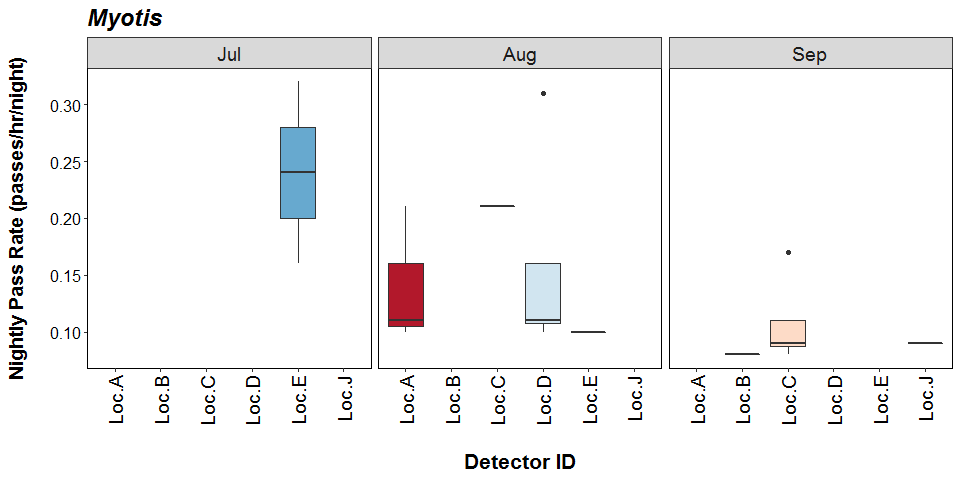 Myotis
Jul Aug Sep
Nightly Pass Rate (passes/hr/night)
0.30
0.25
0.20
0.15
0.10
Loc.A Loc.B Loc.C Loc.D Loc.E Loc.J Loc.A Loc.B Loc.C Loc.D Loc.E Loc.J Loc.A Loc.B Loc.C Loc.D Loc.E Loc.J
Detector ID